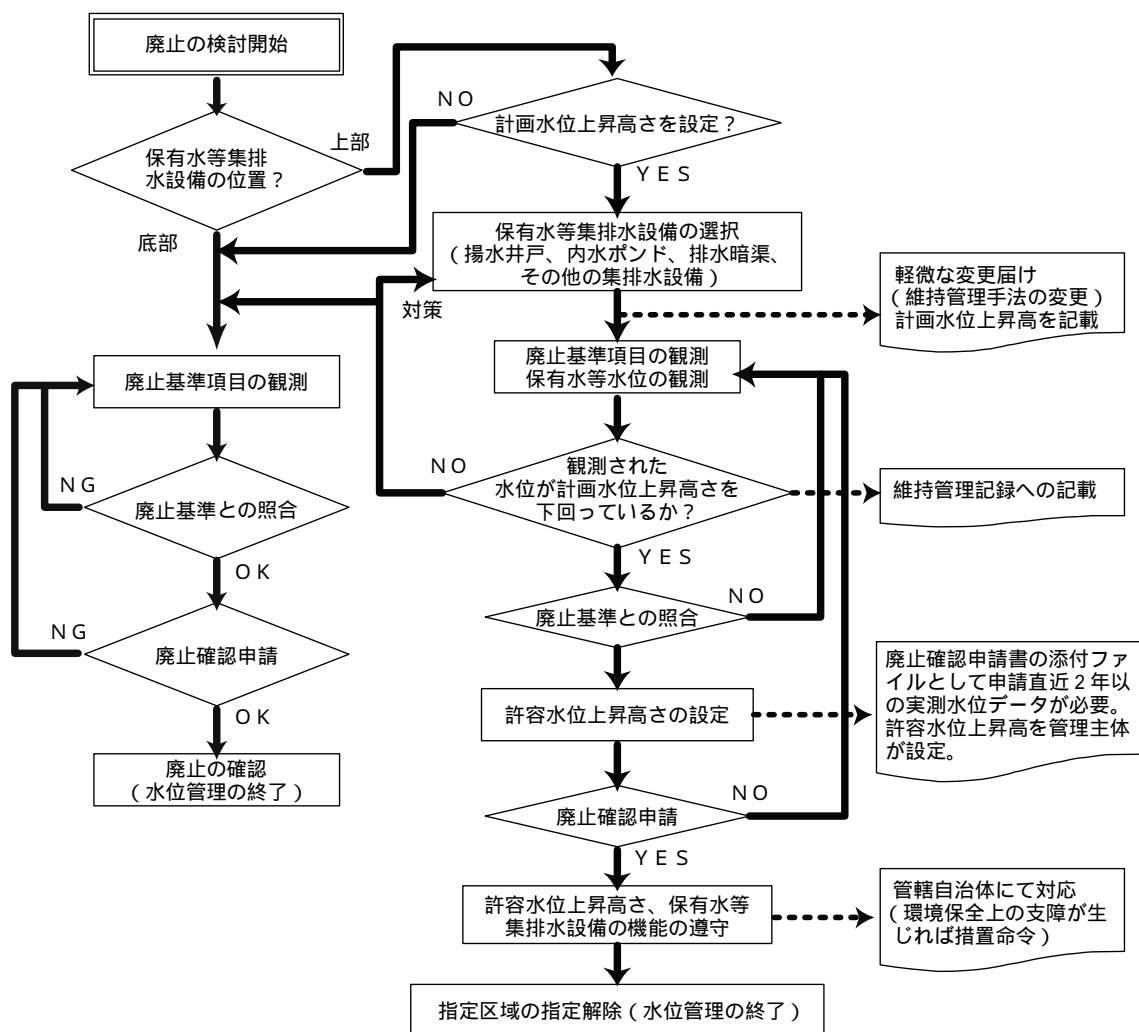 廃止の検討開始
保有水等集排
水設備の位置？
上部
底部
ＮＯ
計画水位上昇高さを設定？
ＹＥＳ
保有水等集排水設備の選択
（揚水井戸、内水ポンド、排水暗渠、
その他の集排水設備）
対策
軽微な変更届け
（維持管理手法の変更）
計画水位上昇高を記載
廃止基準項目の観測
保有水等水位の観測
廃止基準項目の観測
ＮＯ
観測された
水位が計画水位上昇高さを
下回っているか？
ＹＥＳ
維持管理記録への記載
ＮＧ
廃止基準との照合
ＯＫ
廃止基準との照合
ＮＯ
ＮＧ
廃止確認申請
ＯＫ
廃止の確認
（水位管理の終了）
許容水位上昇高さの設定
廃止確認申請書の添付ファ
イルとして申請直近２年以
の実測水位データが必要。
許容水位上昇高を管理主体
が設定。
廃止確認申請
ＮＯ
ＹＥＳ
許容水位上昇高さ、保有水等
集排水設備の機能の遵守
管轄自治体にて対応
（環境保全上の支障が生
じれば措置命令）
指定区域の指定解除（水位管理の終了）